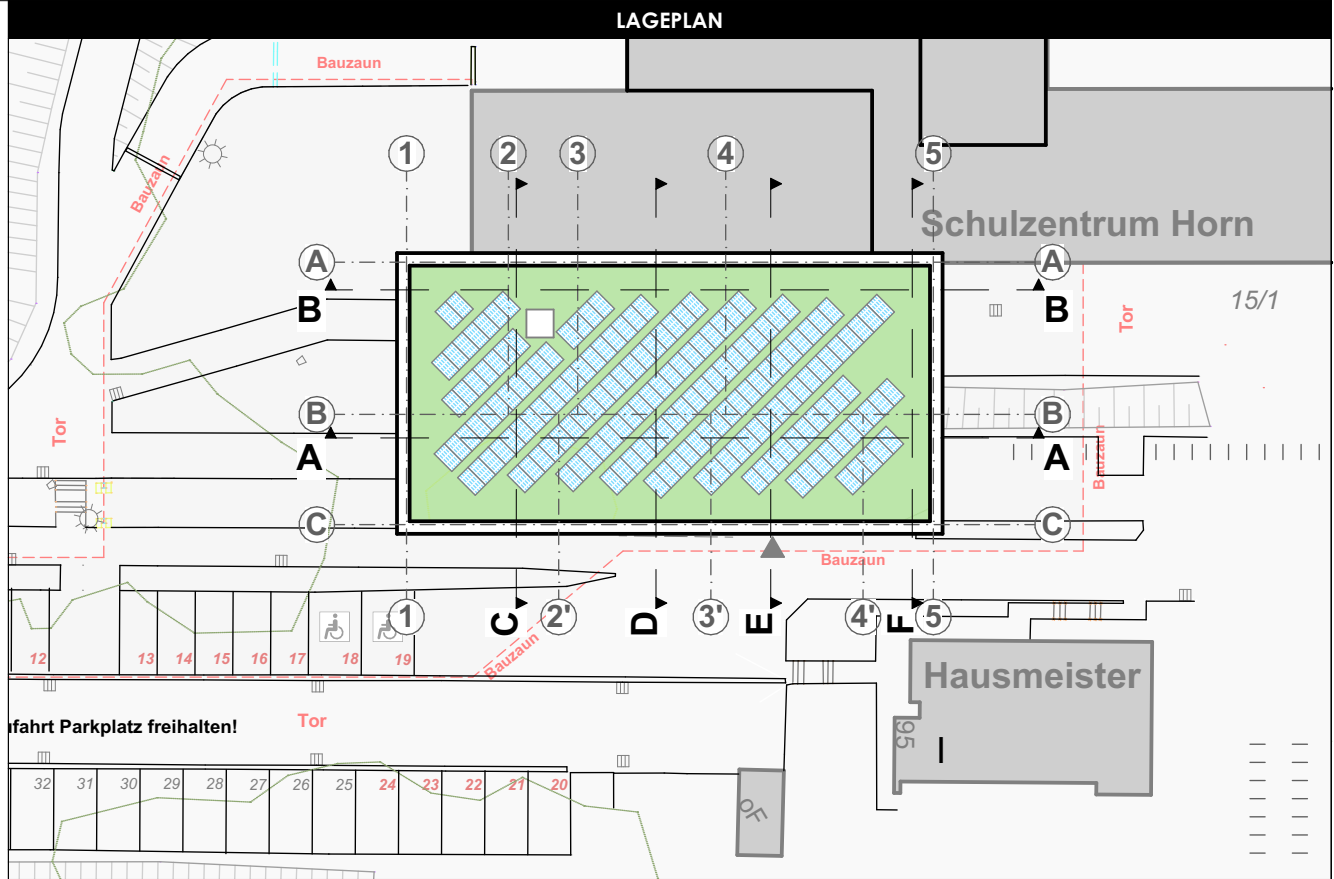 LAGEPLAN
Bauzaun
1
2
3
4
5
Bauzaun
Schulzentrum Horn
A
A
B
B
15/1
Tor
B
B
Tor
A
A
Bauzaun
C
C
Bauzaun
1
C
2'
D
3'
E
4'
F
5
Bauzaun
12
13
14
15
16
17
18
19
Hausmeister
ufahrt Parkplatz freihalten!
Tor
95
I
32
31
30
29
28
27
26
25
24
23
22
21
20
oF